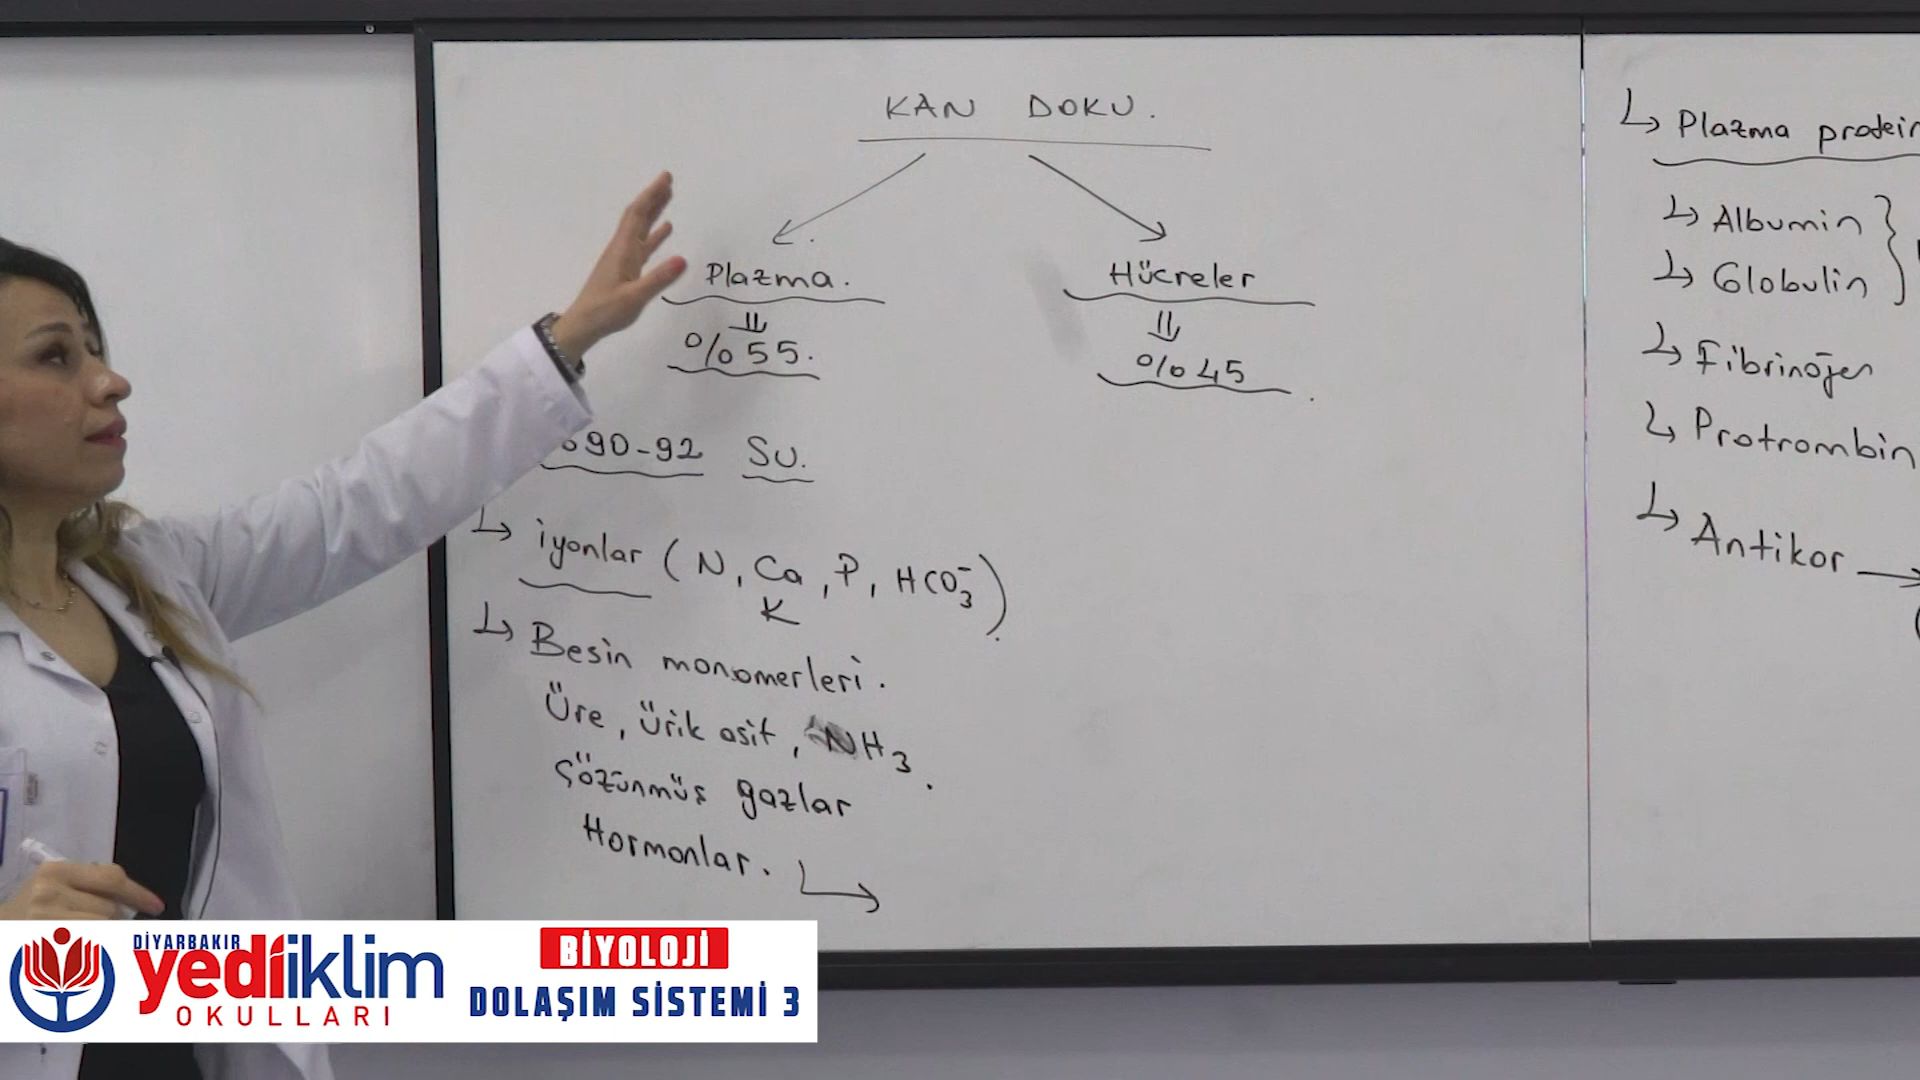 KAN DOKU.
Plazma.
%55.
Hücreler
%45
90-92 Su.
iyonlar (N, Ca, P, HCO3-)
K
Besin monomerleri.
Üre, ürik asit, NH3.
Çözünmüş gazlar
Hormonlar.
Plazma protein
Albumin
Globulin
Fibrinojen
Protrombin
Antikor
DİYARBAKIR
yediiklim
OKULLARI
BİYOLOJİ
DOLAŞIM SİSTEMİ 3